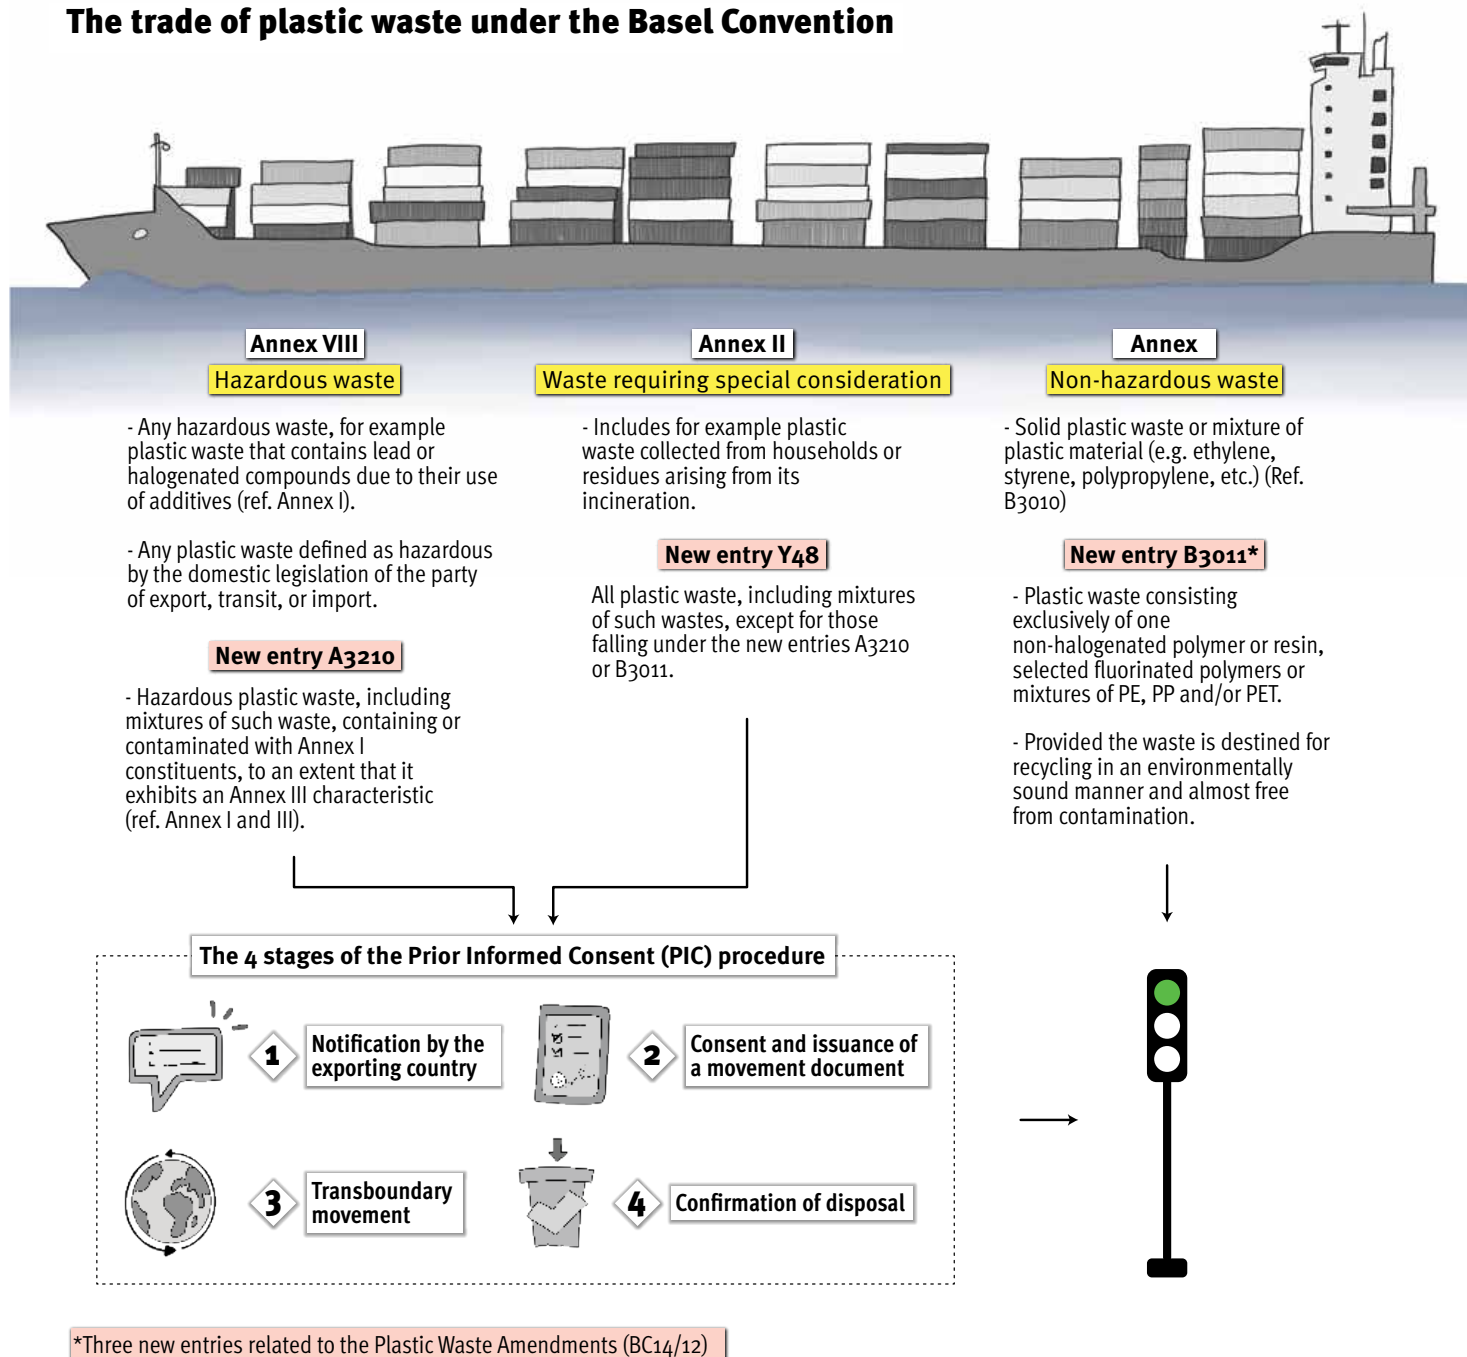 The trade of plastic waste under the Basel Convention
Annex VIII
Hazardous waste
- Any hazardous waste, for example
plastic waste that contains lead or
halogenated compounds due to their use
of additives (ref. Annex I).
- Any plastic waste defined as hazardous
by the domestic legislation of the party
of export, transit, or import.
New entry A3210
- Hazardous plastic waste, including
mixtures of such waste, containing or
contaminated with Annex I
constituents, to an extent that it
exhibits an Annex III characteristic
(ref. Annex I and III).
Annex II
Waste requiring special consideration
- Includes for example plastic
waste collected from households or
residues arising from its
incineration.
New entry Y48
All plastic waste, including mixtures
of such wastes, except for those
falling under the new entries A3210
or B3011.
Annex
Non-hazardous waste
- Solid plastic waste or mixture of
plastic material (e.g. ethylene,
styrene, polypropylene, etc.) (Ref.
B3010)
New entry B3011*
- Plastic waste consisting
exclusively of one
non-halogenated polymer or resin,
selected fluorinated polymers or
mixtures of PE, PP and/or PET.
- Provided the waste is destined for
recycling in an environmentally
sound manner and almost free
from contamination.
The 4 stages of the Prior Informed Consent (PIC) procedure
1
Notification by the
exporting country
2
Consent and issuance of
a movement document
3
Transboundary
movement
4
Confirmation of disposal
*Three new entries related to the Plastic Waste Amendments (BC14/12)